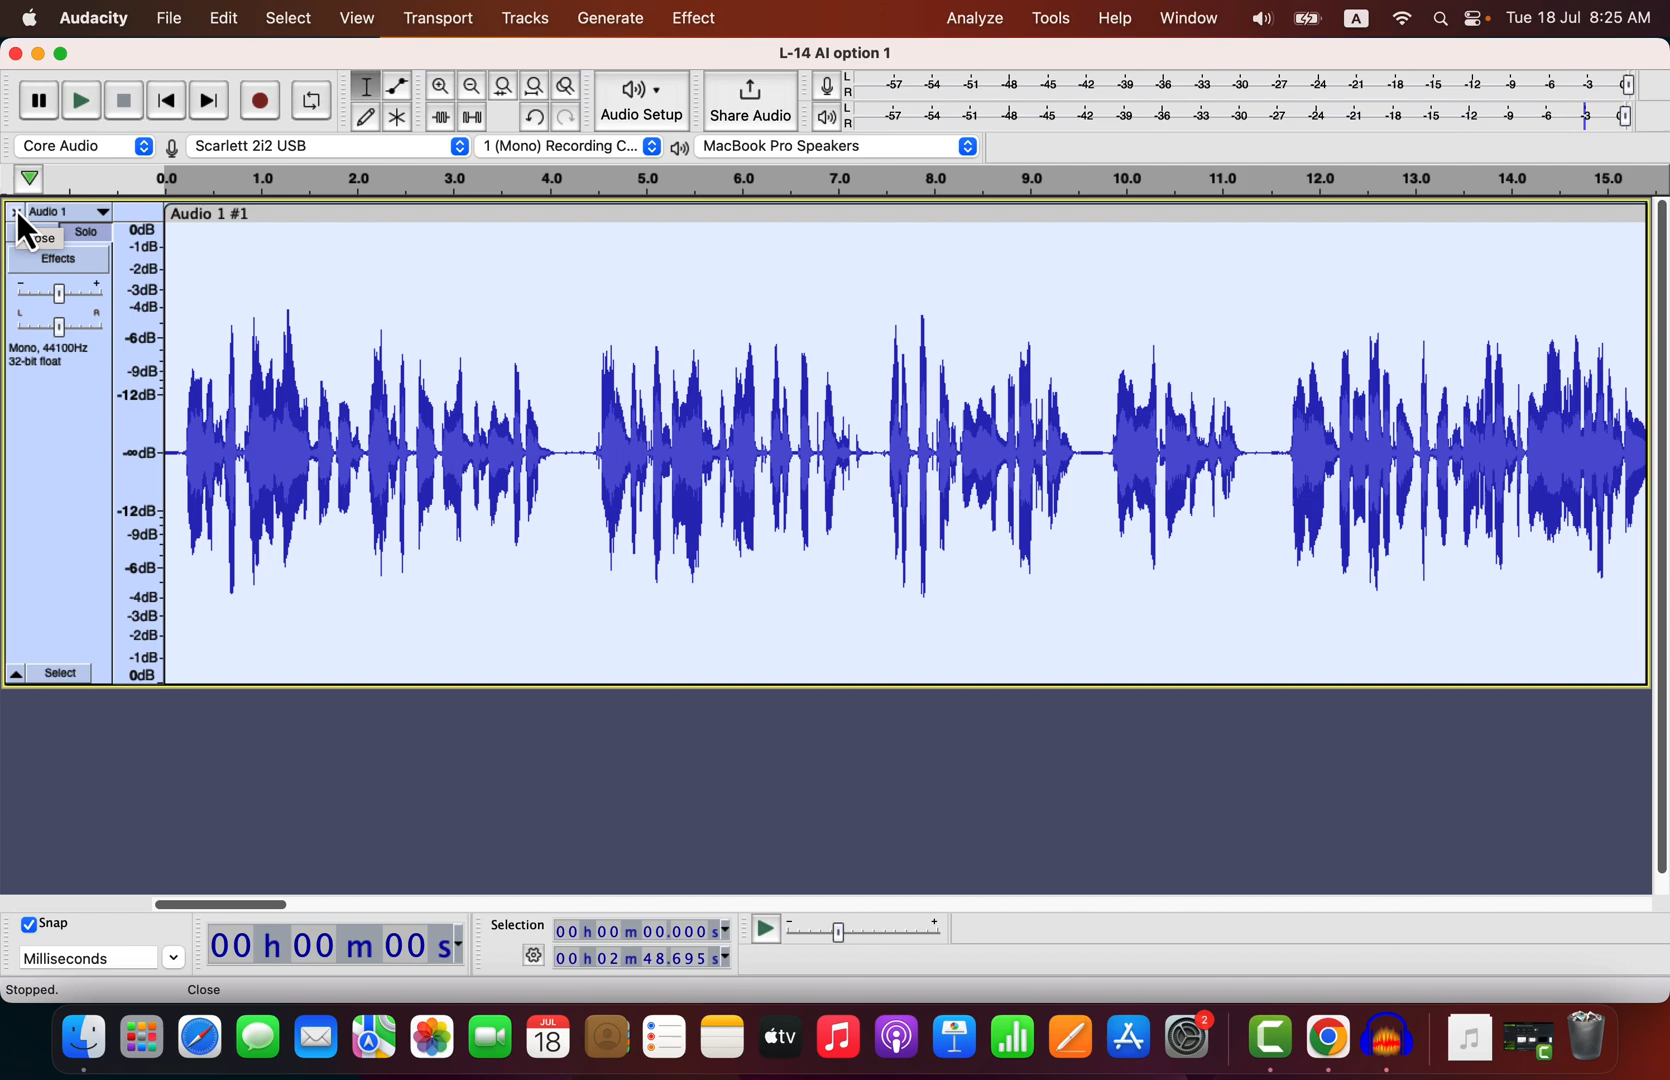 Audacity File Edit Select View Transport Tracks Generate Effect Analyze Tools Help Window A Tue 18 Jul 8:25 AM
L-14 AI option 1
Audio Setup
Share Audio
L
R
-57 -54 -51 -48 -45 -42 -39 -36 -33 -30 -27 -24 -21 -18 -15 -12 -9 -6 -3
L
R
-57 -54 -51 -48 -45 -42 -39 -36 -33 -30 -27 -24 -21 -18 -15 -12 -9 -6 -3
Core Audio Scarlett 2i2 USB 1 (Mono) Recording C... MacBook Pro Speakers
0.0 1.0 2.0 3.0 4.0 5.0 6.0 7.0 8.0 9.0 10.0 11.0 12.0 13.0 14.0 15.0
Audio 1
Audio 1 #1
Solo
Effects
- +
L R
Mono, 44100Hz
32-bit float
Select
0dB
-1dB
-2dB
-3dB
-4dB
-6dB
-9dB
-12dB
-∞dB
-12dB
-9dB
-6dB
-4dB
-3dB
-2dB
-1dB
0dB
Snap
Milliseconds
00 h 00 m 00 s
Selection
00 h 00 m 00.000 s
00 h 02 m 48.695 s
- +
Stopped. Close
JUL
18
tv
2